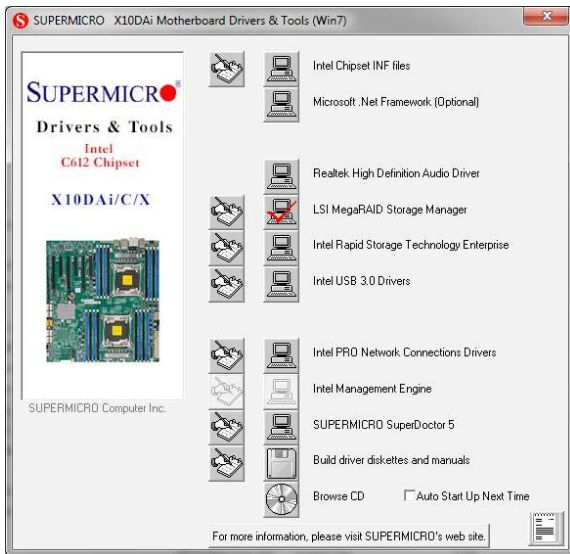 SUPERMICRO X10DAi Motherboard Drivers & Tools (Win7)
SUPERMICRO
Drivers & Tools
Intel
C612 Chipset
X10DAi/C/X
SUPERMICRO Computer Inc.
Intel Chipset INF files
Microsoft .Net Framework (Optional)
Realtek High Definition Audio Driver
LSI MegaRAID Storage Manager
Intel Rapid Storage Technology Enterprise
Intel USB 3.0 Drivers
Intel PRO Network Connections Drivers
Intel Management Engine
SUPERMICRO SuperDoctor 5
Build driver diskettes and manuals
Browse CD Auto Start Up Next Time
For more information, please visit SUPERMICRO's web site.